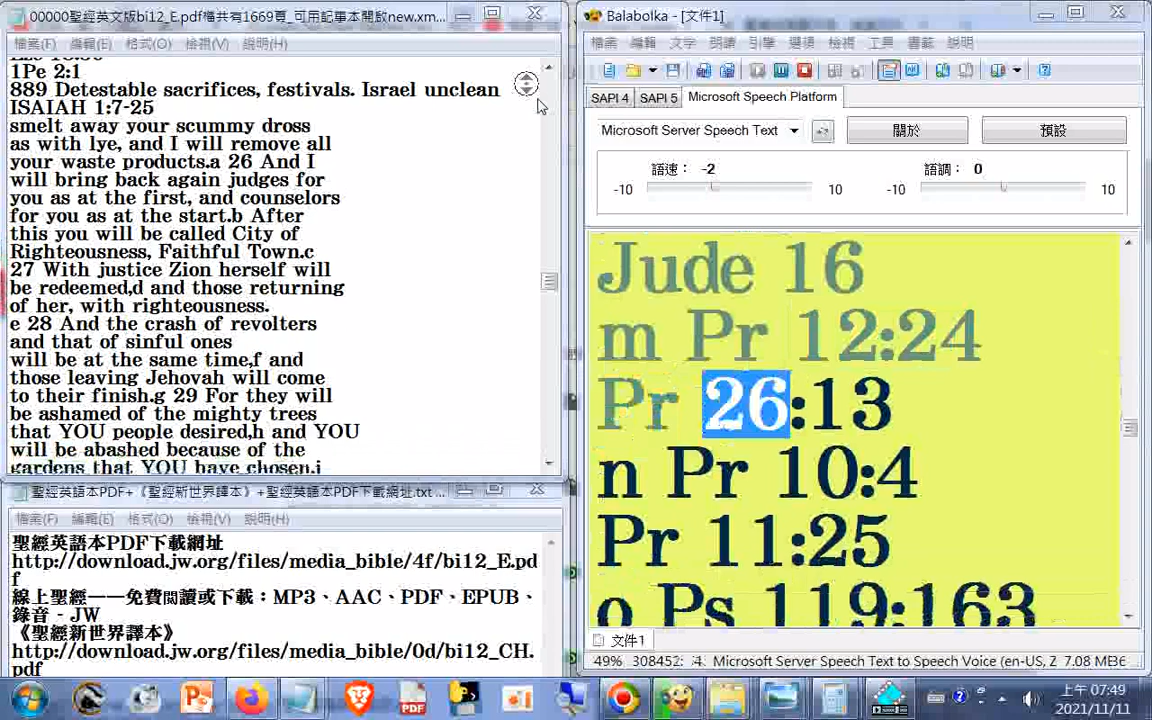 00000聖經英文版bi12_E.pdf檔共有1669頁_可用記事本開啟new.xm...
檔案(F) 編輯(E) 格式(O) 檢視(V) 說明(H)
1Pe 2:1
889 Detestable sacrifices, festivals. Israel unclean
ISAIAH 1:7-25
smelt away your scummy dross
as with lye, and I will remove all
your waste products.a 26 And I
will bring back again judges for
you as at the first, and counselors
for you as at the start.b After
this you will be called City of
Righteousness, Faithful Town.c
27 With justice Zion herself will
be redeemed,d and those returning
of her, with righteousness.
e 28 And the crash of revolters
and that of sinful ones
will be at the same time,f and
those leaving Jehovah will come
to their finish.g 29 For they will
be ashamed of the mighty trees
that YOU people desired,h and YOU
will be abashed because of the
gardens that YOU have chosen.i
聖經英語本PDF+《聖經新世界譯本》+聖經英語本PDF下載網址.txt ...
檔案(F) 編輯(E) 格式(O) 檢視(V) 說明(H)
聖經英語本PDF下載網址
http://download.jw.org/files/media_bible/4f/bi12_E.pd
f
線上聖經——免費閱讀或下載：MP3、AAC、PDF、EPUB、
錄音 - JW
《聖經新世界譯本》
http://download.jw.org/files/media_bible/0d/bi12_CH.
pdf
Balabolka - [文件1]
檔案 編輯 文字 朗讀 引擎 選項 檢視 工具 書籤 說明
SAPI 4 SAPI 5 Microsoft Speech Platform
Microsoft Server Speech Text 關於 預設
語速： -2 語調： 0
-10 10 -10 10
Jude 16
m Pr 12:24
Pr 26:13
n Pr 10:4
Pr 11:25
o Ps 119:163
文件1
49% 308452: Microsoft Server Speech Text to Speech Voice (en-US, Z 7.08 MB
上午 07:49
2021/11/11